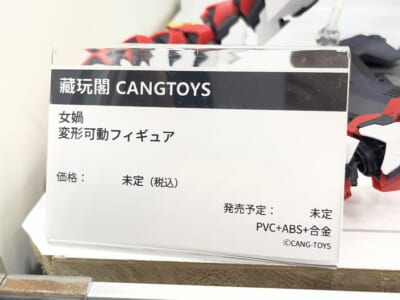 藏玩閣 CANGTOYS
女媧
変形可動フィギュア
価格： 未定（税込）
発売予定： 未定
PVC+ABS+合金
©CANG-TOYS